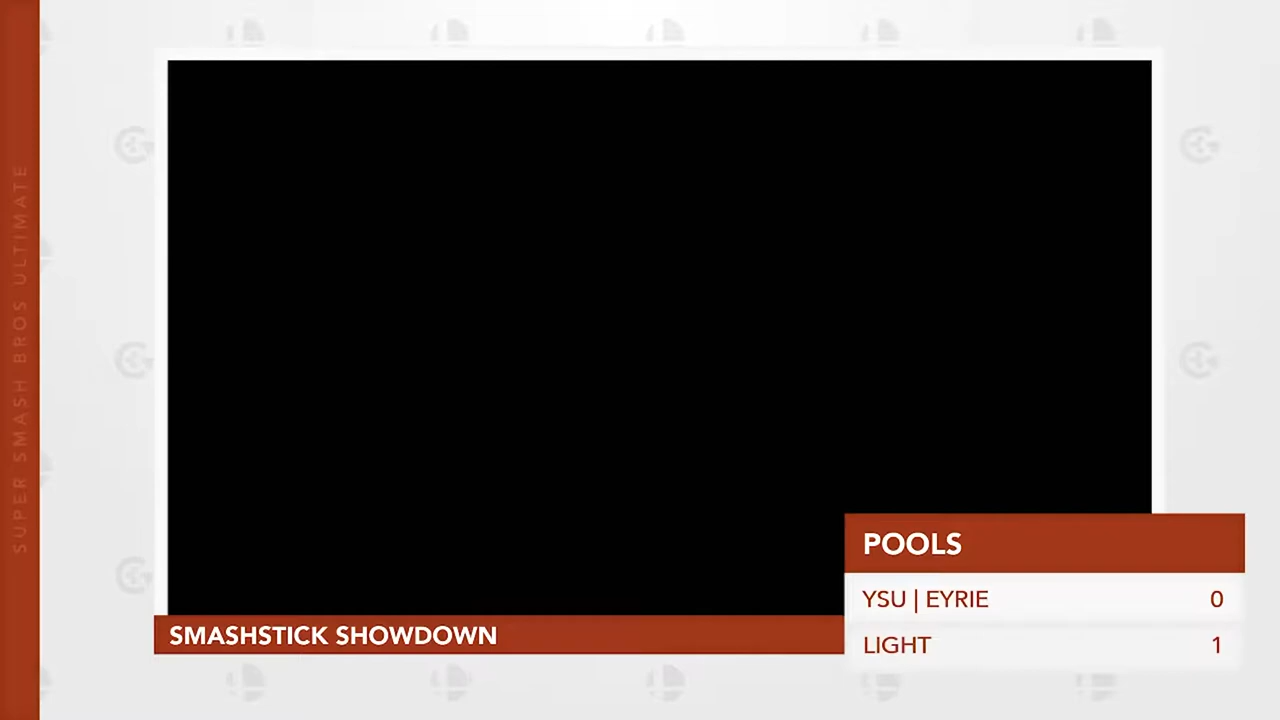 SUPER SMASH BROS ULTIMATE
POOLS
YSU | EYRIE 0
LIGHT 1
SMASHSTICK SHOWDOWN